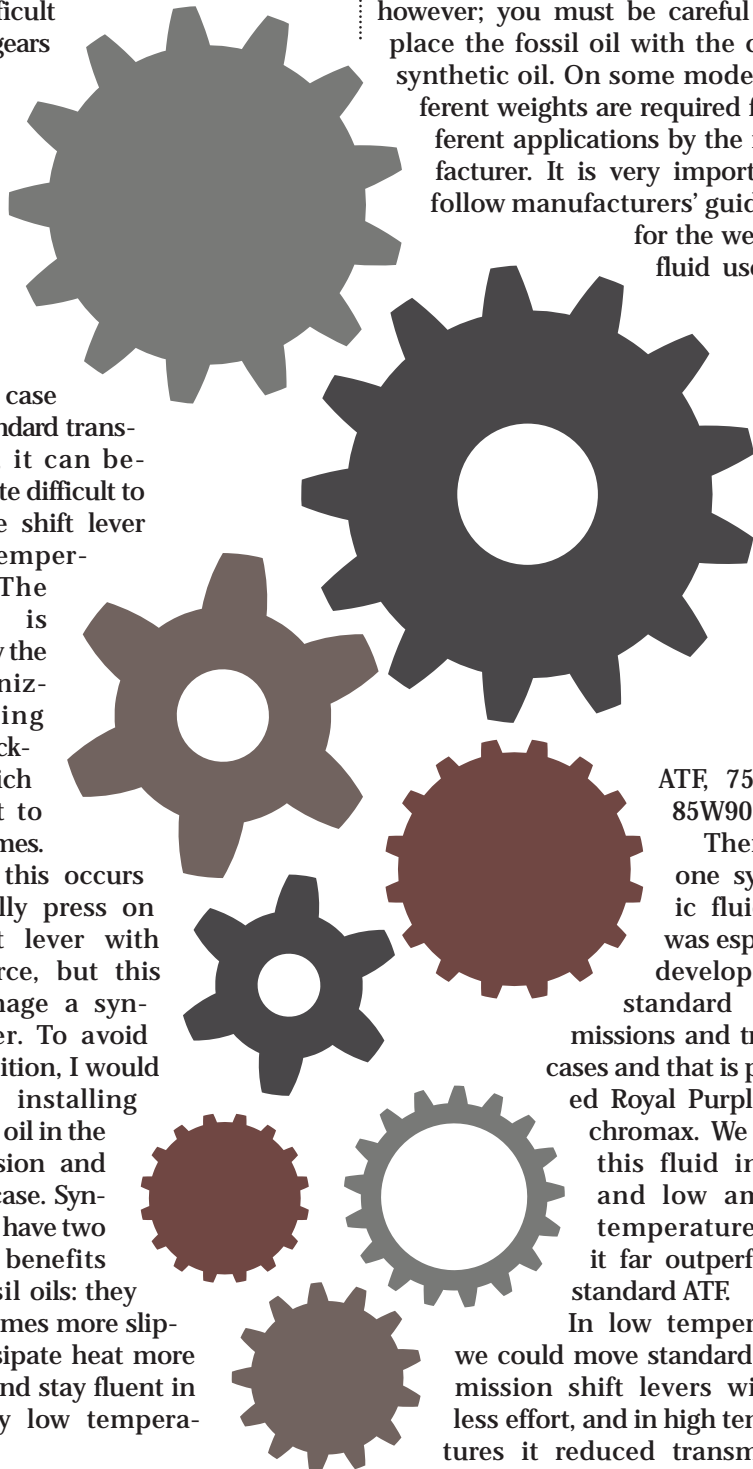 ficult
gears
case
ndard trans-
it can be-
te difficult to
e shift lever
emper-
The
is
y the
niz-
ing
ck-
ich
t to
mes.
this occurs
lly press on
t lever with
rce, but this
mage a syn-
er. To avoid
ition, I would
installing
oil in the
sion and
case. Syn-
have two
benefits
sil oils: they
mes more slip-
sipate heat more
nd stay fluent in
y low tempera-
however; you must be careful
place the fossil oil with the
synthetic oil. On some mode
ferent weights are required f
ferent applications by the
facturer. It is very import
follow manufacturers' guid
for the we
fluid us
ATF, 75
85W90
The
one sy
ic flui
was esp
develop
standard
missions and tr
cases and that is p
ed Royal Purpl
chromax. We
this fluid in
and low am
temperature
it far outperf
standard ATF.
In low temper
we could move standard
mission shift levers wi
less effort, and in high tem
tures it reduced transm